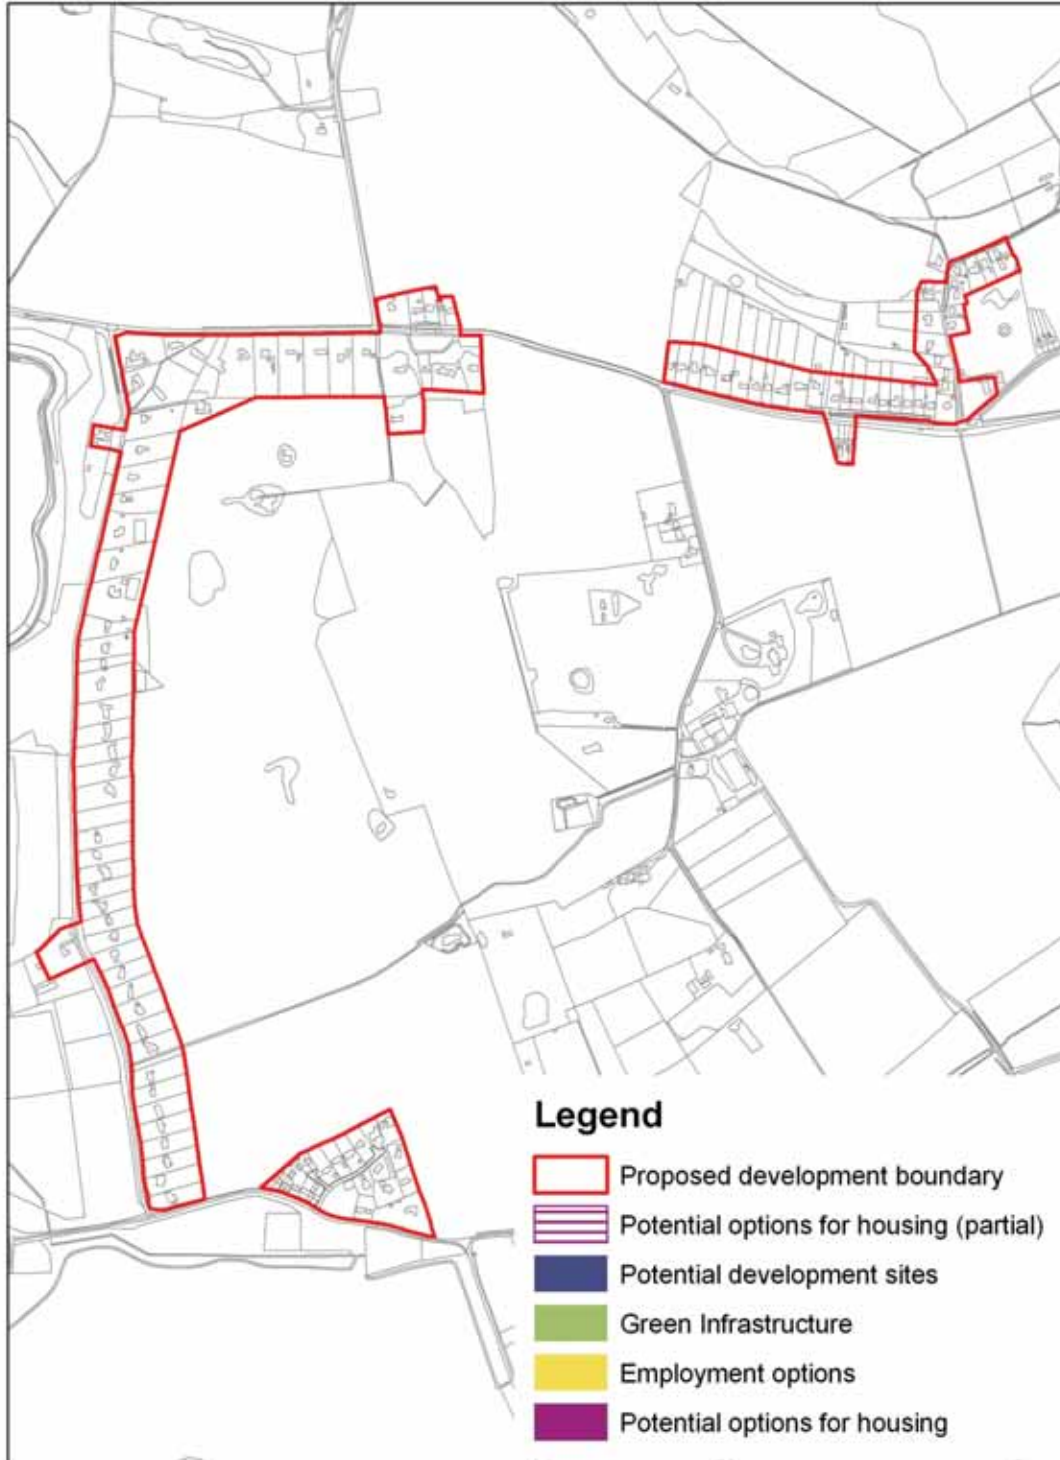 Legend
Proposed development boundary
Potential options for housing (partial)
Potential development sites
Green Infrastructure
Employment options
Potential options for housing